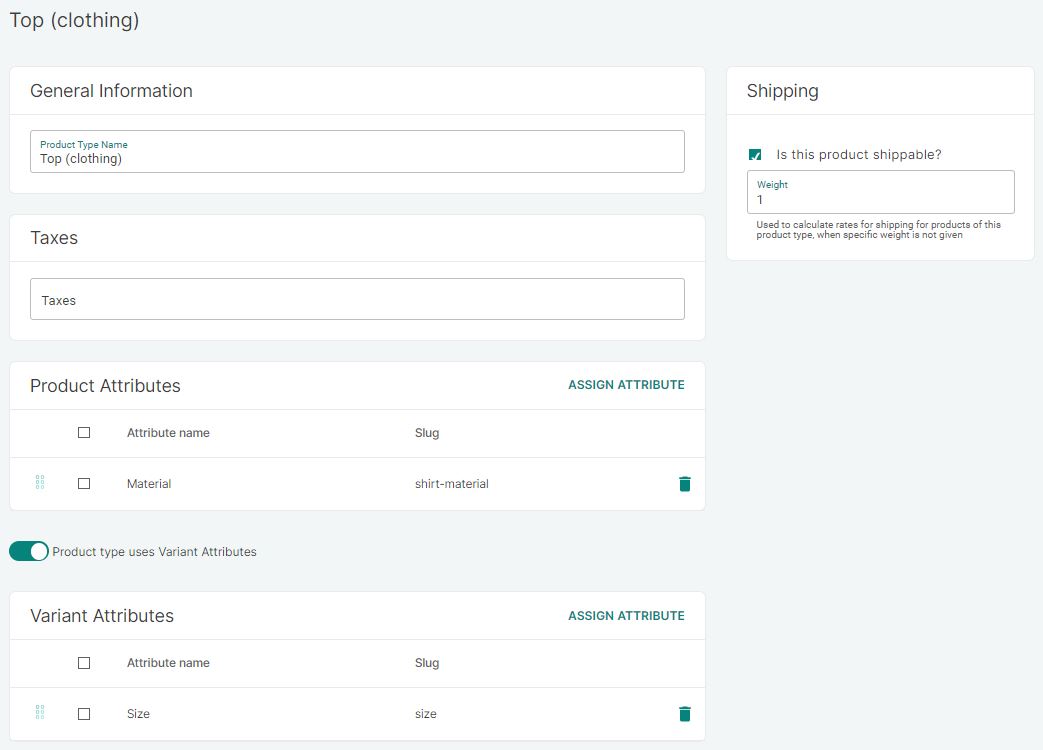 Top (clothing)
General Information
Product Type Name
Top (clothing)
Shipping
Is this product shippable?
Weight
1
Used to calculate rates for shipping for products of this
product type, when specific weight is not given
Taxes
Taxes
Product Attributes ASSIGN ATTRIBUTE
Attribute name Slug
Material shirt-material
Product type uses Variant Attributes
Variant Attributes ASSIGN ATTRIBUTE
Attribute name Slug
Size size